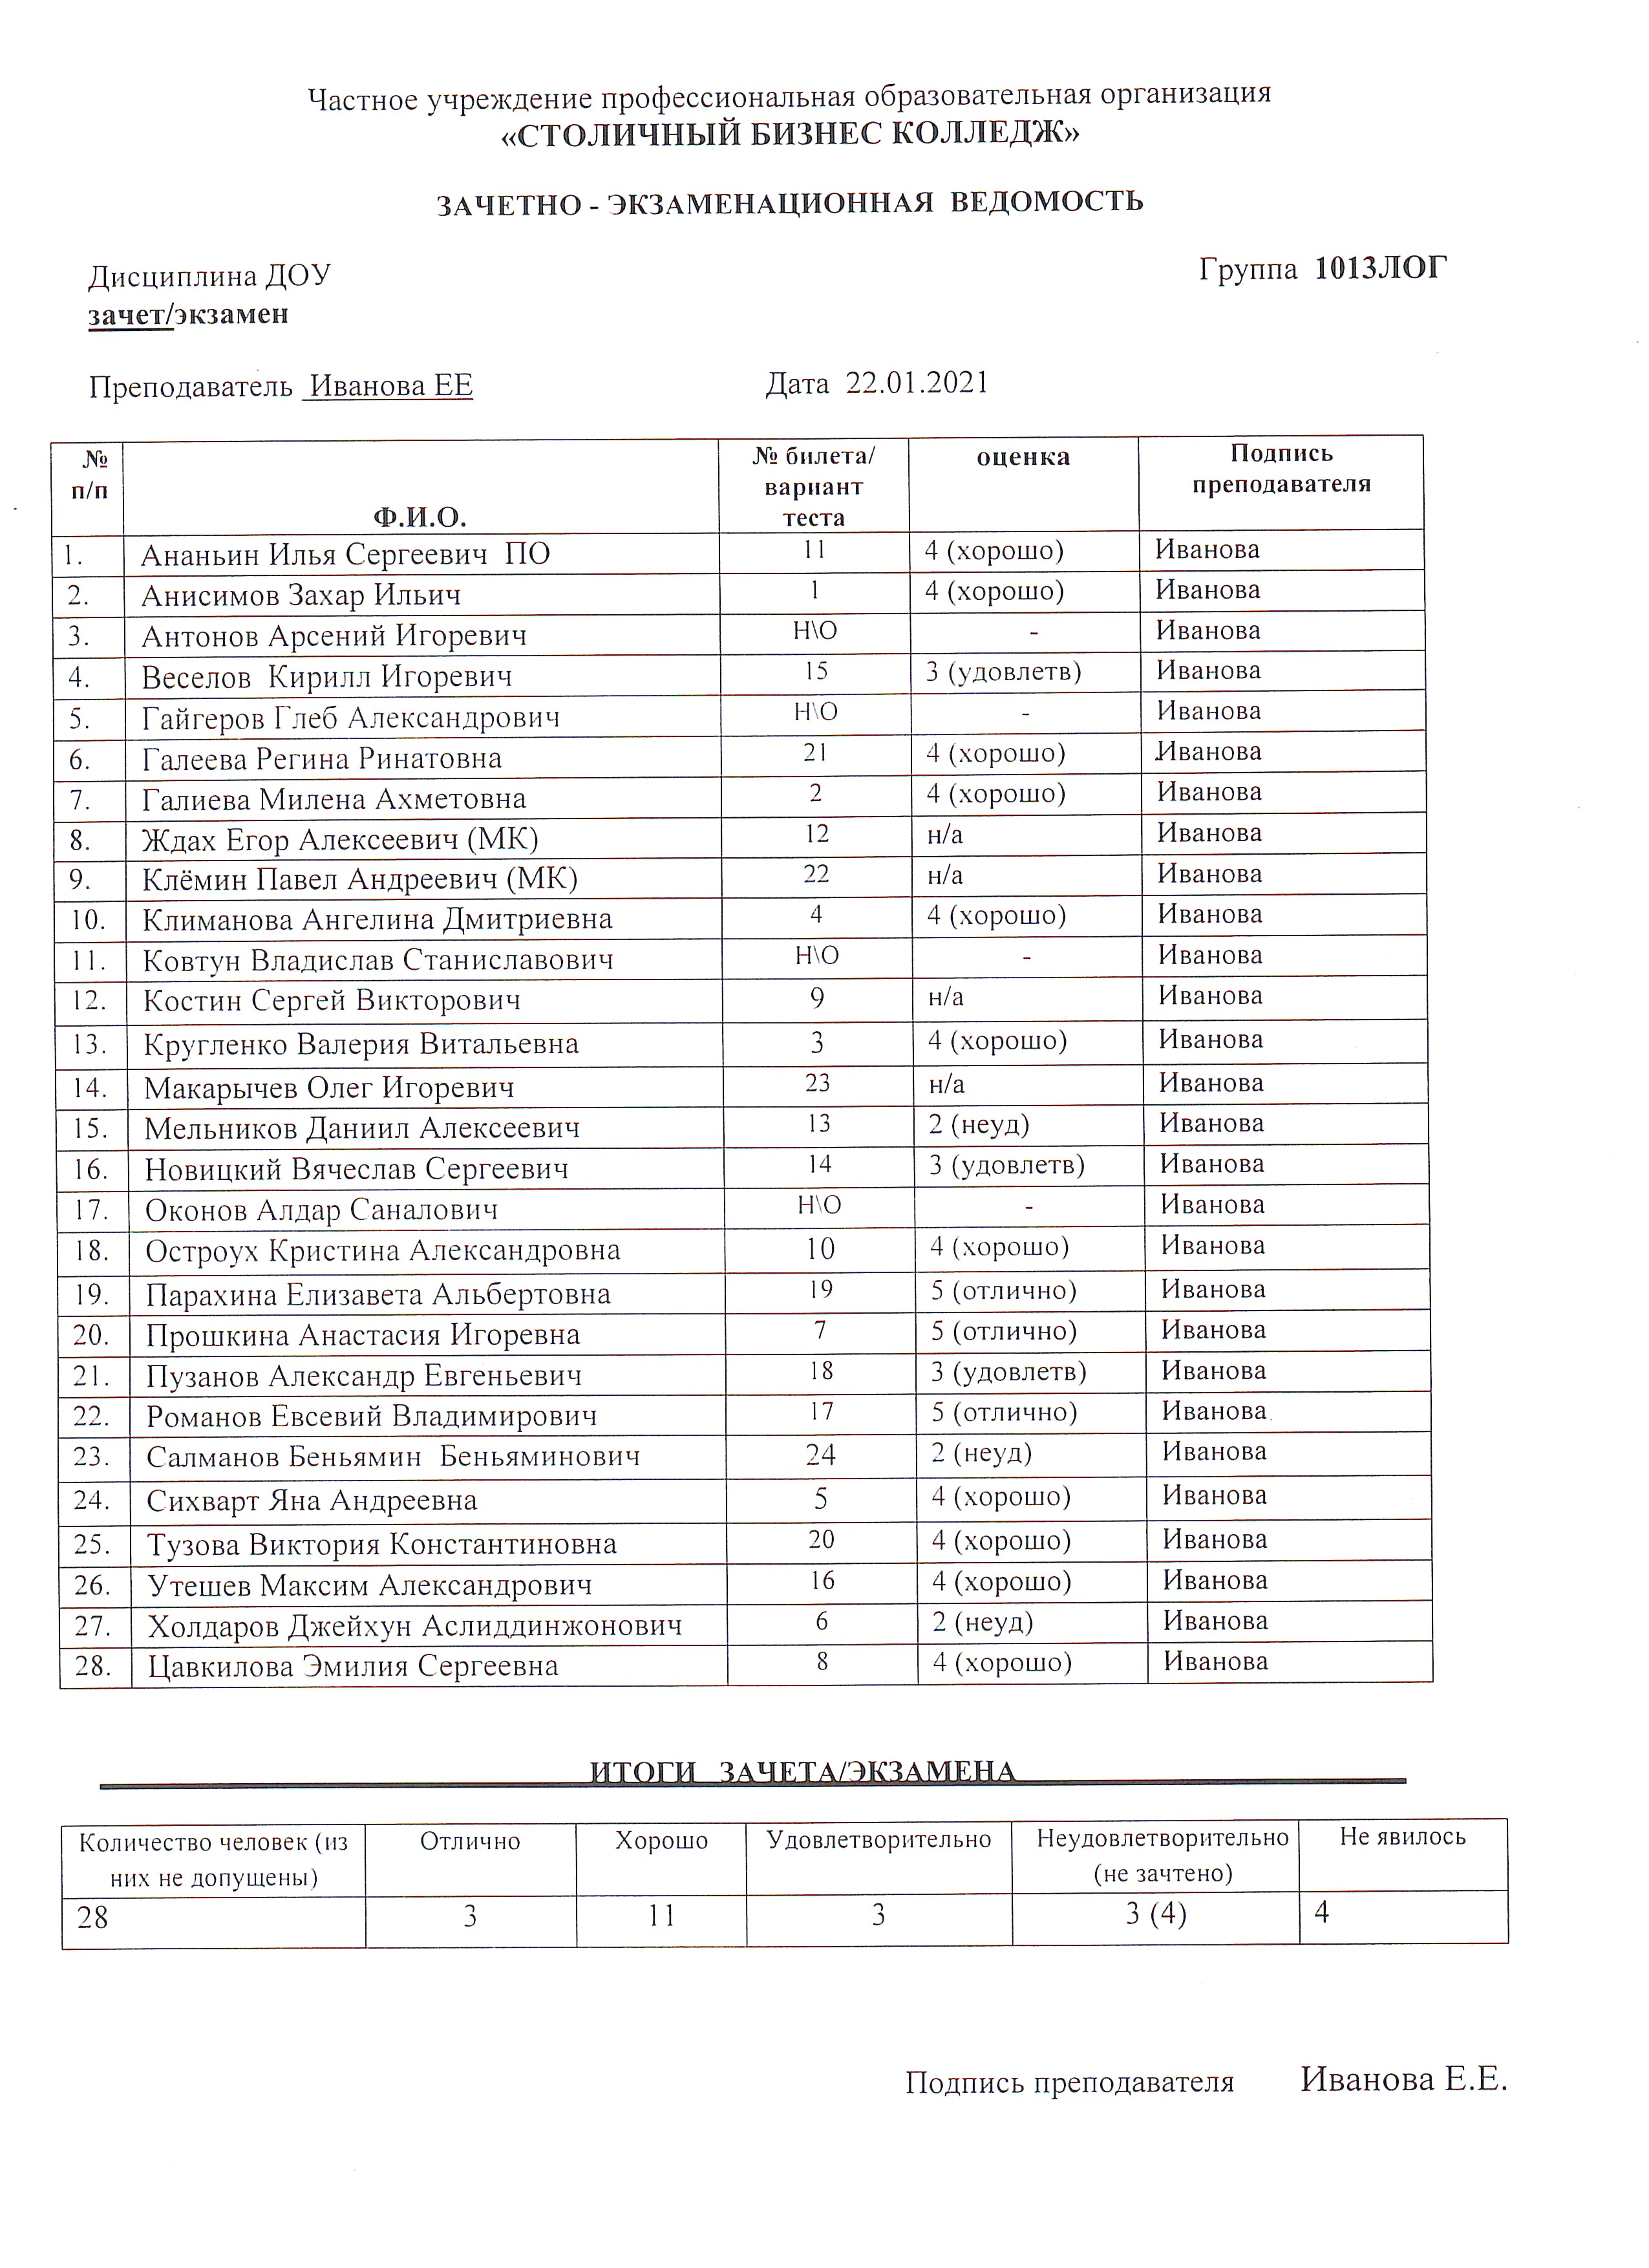 Частное учреждение профессиональная образовательная организация
«СТОЛИЧНЫЙ БИЗНЕС КОЛЛЕДЖ»
ЗАЧЕТНО - ЭКЗАМЕНАЦИОННАЯ ВЕДОМОСТЬ
Дисциплина ДОУ Группа 1013ЛОГ
зачет/экзамен
Преподаватель Иванова ЕЕ Дата 22.01.2021
№ п/п Ф.И.О. № билета/ вариант теста оценка Подпись преподавателя
1. Ананьин Илья Сергеевич ПО 11 4 (хорошо) Иванова
2. Анисимов Захар Ильич 1 4 (хорошо) Иванова
3. Антонов Арсений Игоревич Н\О - Иванова
4. Веселов Кирилл Игоревич 15 3 (удовлетв) Иванова
5. Гайгеров Глеб Александрович Н\О - Иванова
6. Галеева Регина Ринатовна 21 4 (хорошо) Иванова
7. Галиева Милена Ахметовна 2 4 (хорошо) Иванова
8. Ждах Егор Алексеевич (МК) 12 н/а Иванова
9. Клёмин Павел Андреевич (МК) 22 н/а Иванова
10. Климанова Ангелина Дмитриевна 4 4 (хорошо) Иванова
11. Ковтун Владислав Станиславович Н\О - Иванова
12. Костин Сергей Викторович 9 н/а Иванова
13. Кругленко Валерия Витальевна 3 4 (хорошо) Иванова
14. Макарычев Олег Игоревич 23 н/а Иванова
15. Мельников Даниил Алексеевич 13 2 (неуд) Иванова
16. Новицкий Вячеслав Сергеевич 14 3 (удовлетв) Иванова
17. Оконов Алдар Саналович Н\О - Иванова
18. Остроух Кристина Александровна 10 4 (хорошо) Иванова
19. Парахина Елизавета Альбертовна 19 5 (отлично) Иванова
20. Прошкина Анастасия Игоревна 7 5 (отлично) Иванова
21. Пузанов Александр Евгеньевич 18 3 (удовлетв) Иванова
22. Романов Евсевий Владимирович 17 5 (отлично) Иванова
23. Салманов Беньямин Беньяминович 24 2 (неуд) Иванова
24. Сихварт Яна Андреевна 5 4 (хорошо) Иванова
25. Тузова Виктория Константиновна 20 4 (хорошо) Иванова
26. Утешев Максим Александрович 16 4 (хорошо) Иванова
27. Холдаров Джейхун Аслиддинжонович 6 2 (неуд) Иванова
28. Цавкилова Эмилия Сергеевна 8 4 (хорошо) Иванова
ИТОГИ ЗАЧЕТА/ЭКЗАМЕНА
Количество человек (из них не допущены) Отлично Хорошо Удовлетворительно Неудовлетворительно (не зачтено) Не явилось
28 3 11 3 3 (4) 4
Подпись преподавателя Иванова Е.Е.